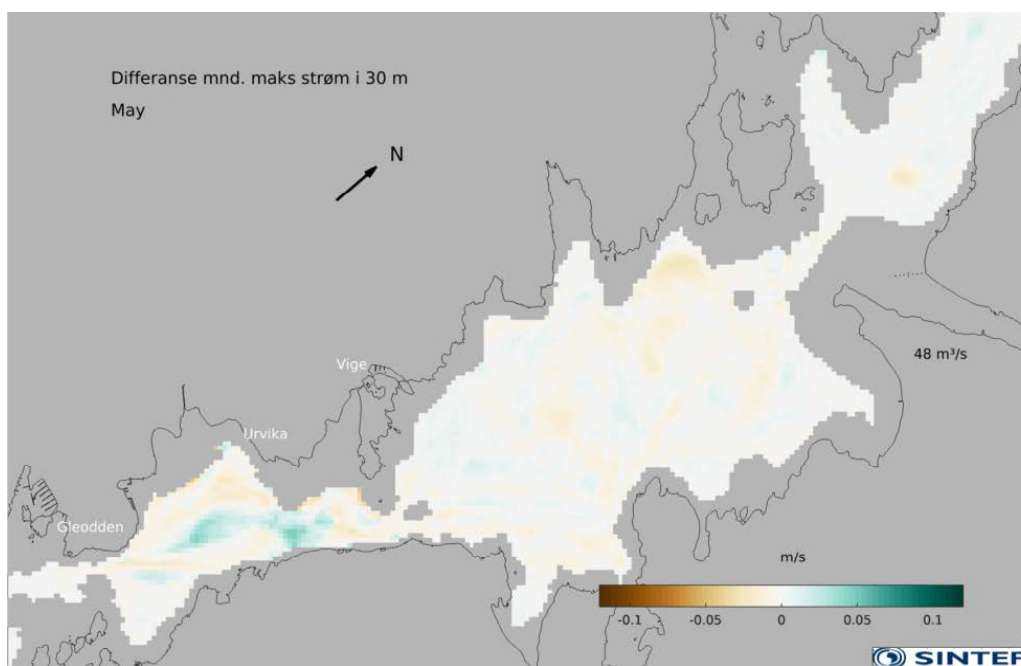 Differanse mnd. maks strøm i 30 m
May
N
48 m³/s
Vige
Urvika
Gleodden
m/s
-0.1 -0.05 0 0.05 0.1
SINTEF